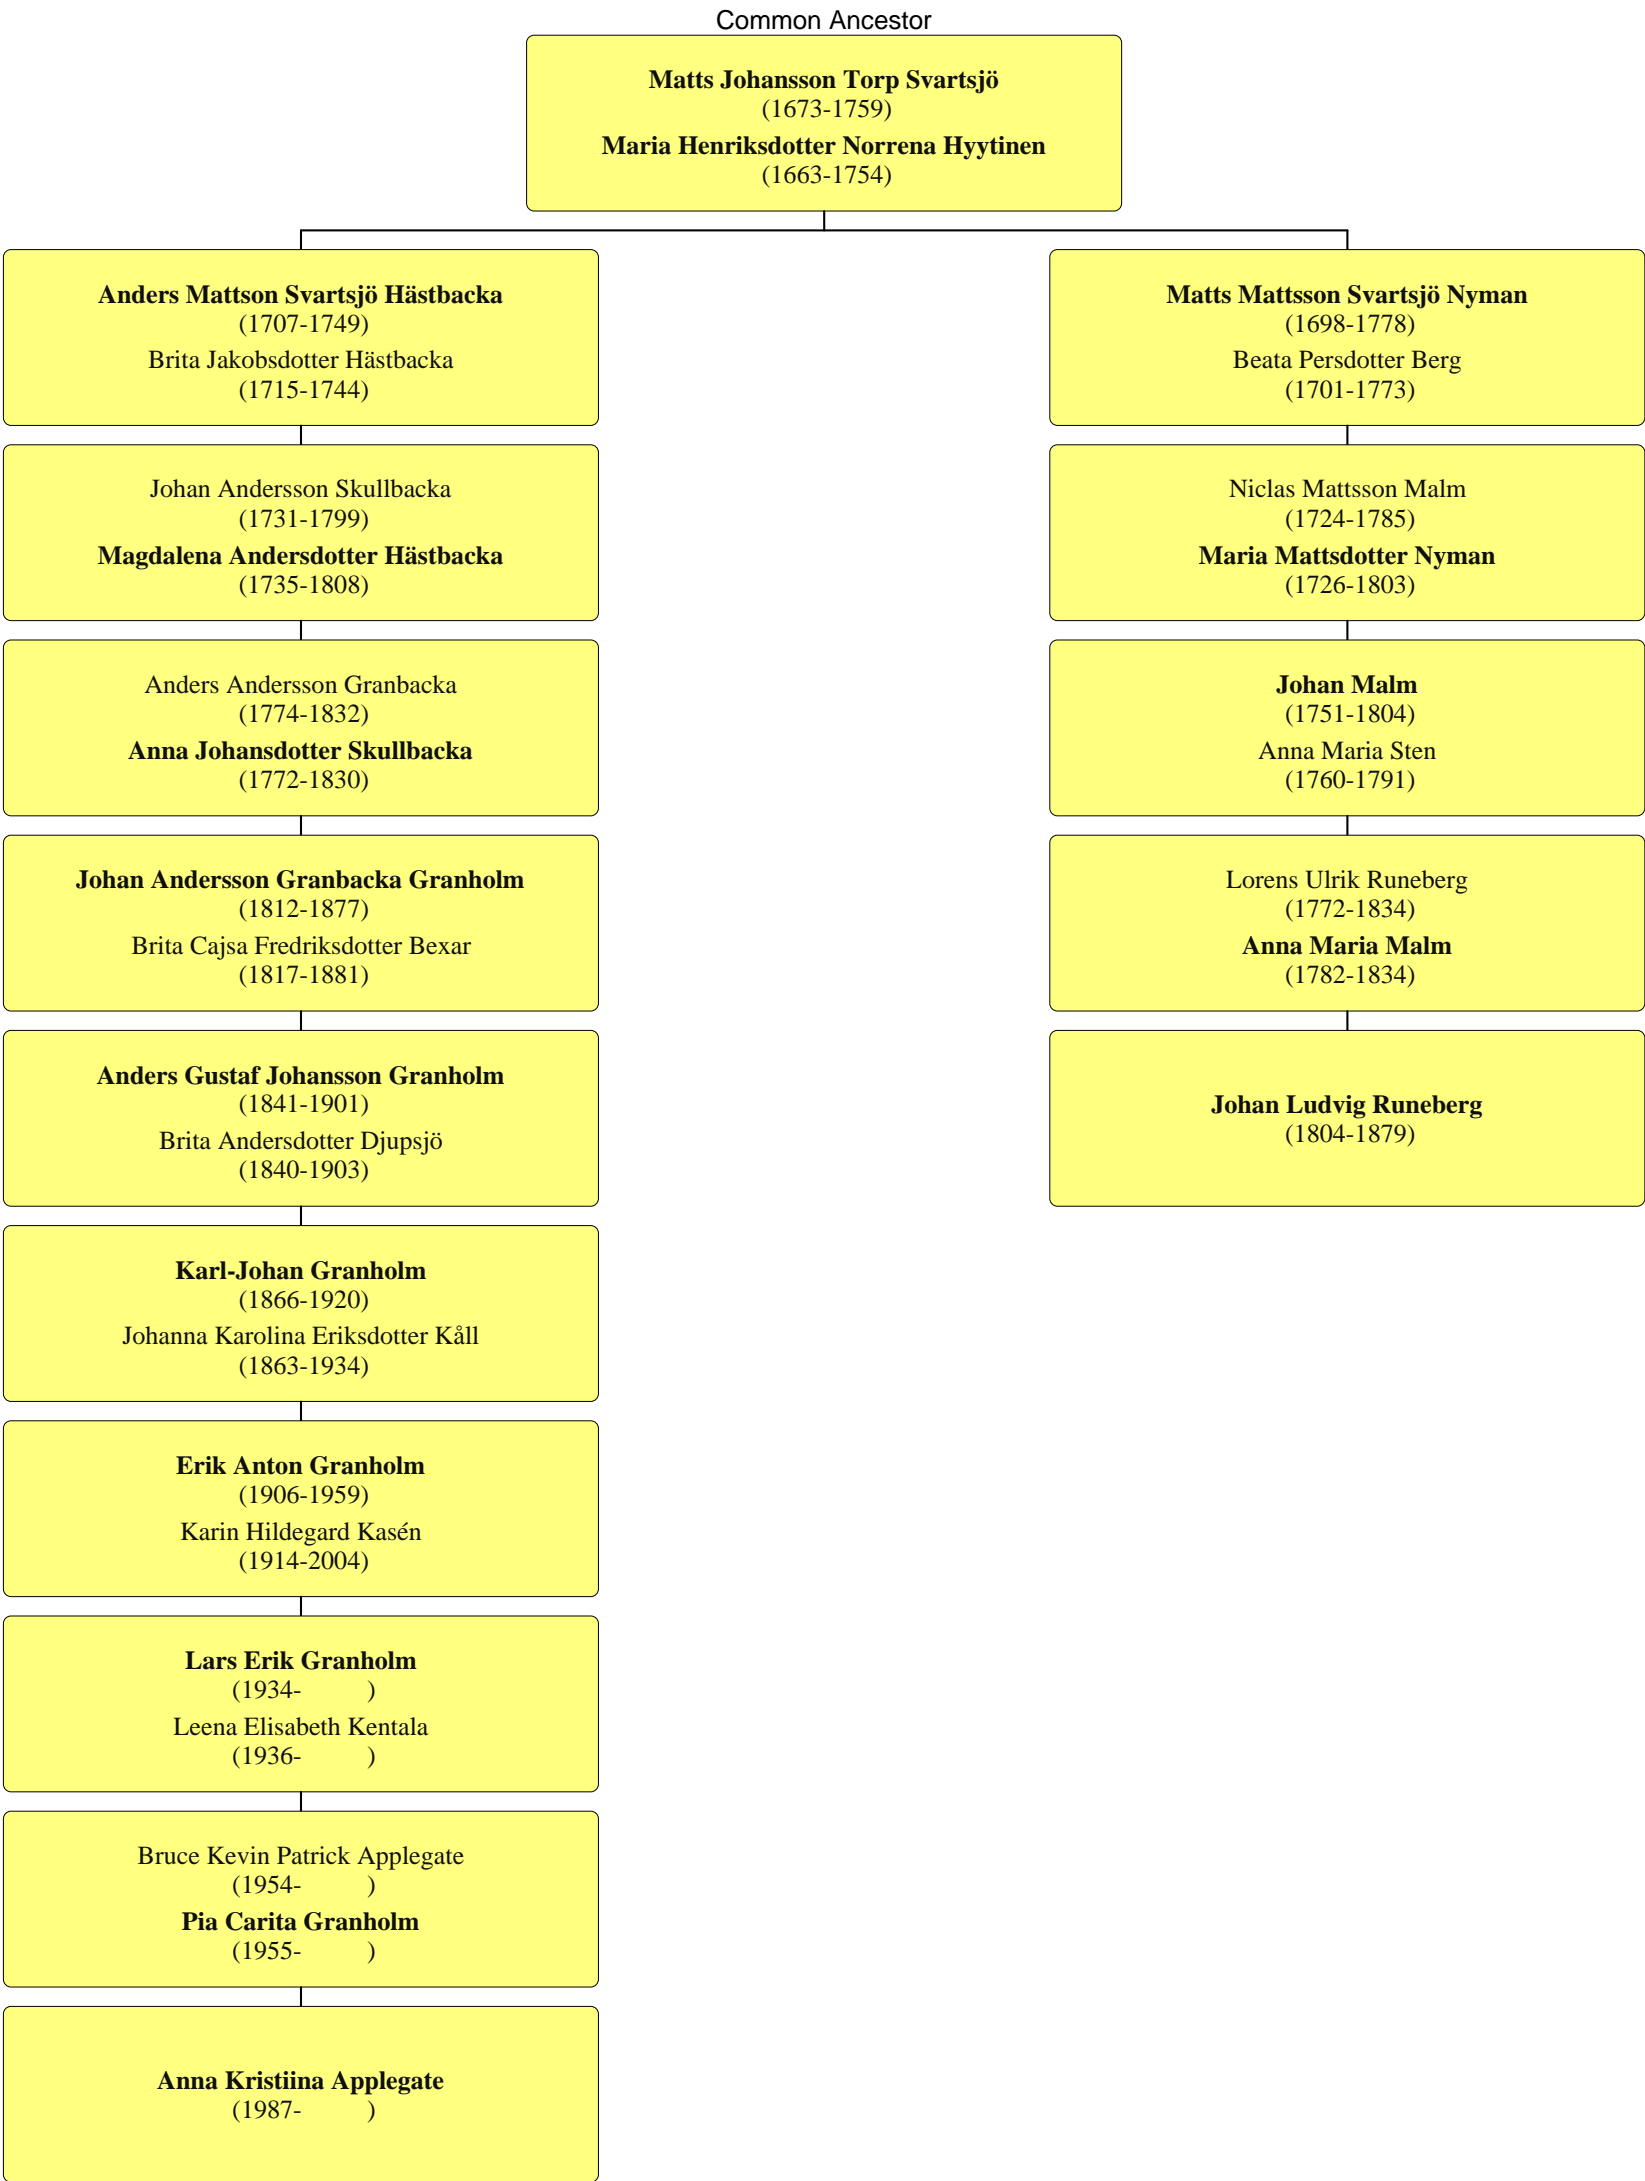 Common Ancestor
Matts Johansson Torp Svartsjö
(1673-1759)
Maria Henriksdotter Norrena Hyytinen
(1663-1754)
Anders Mattson Svartsjö Hästbacka
(1707-1749)
Brita Jakobsdotter Hästbacka
(1715-1744)
Johan Andersson Skullbacka
(1731-1799)
Magdalena Andersdotter Hästbacka
(1735-1808)
Anders Andersson Granbacka
(1774-1832)
Anna Johansdotter Skullbacka
(1772-1830)
Johan Andersson Granbacka Granholm
(1812-1877)
Brita Cajsa Fredriksdotter Bexar
(1817-1881)
Anders Gustaf Johansson Granholm
(1841-1901)
Brita Andersdotter Djupsjö
(1840-1903)
Karl-Johan Granholm
(1866-1920)
Johanna Karolina Eriksdotter Kåll
(1863-1934)
Erik Anton Granholm
(1906-1959)
Karin Hildegard Kasén
(1914-2004)
Lars Erik Granholm
(1934- )
Leena Elisabeth Kentala
(1936- )
Bruce Kevin Patrick Applegate
(1954- )
Pia Carita Granholm
(1955- )
Anna Kristiina Applegate
(1987- )
Matts Mattsson Svartsjö Nyman
(1698-1778)
Beata Persdotter Berg
(1701-1773)
Niclas Mattsson Malm
(1724-1785)
Maria Mattsdotter Nyman
(1726-1803)
Johan Malm
(1751-1804)
Anna Maria Sten
(1760-1791)
Lorens Ulrik Runeberg
(1772-1834)
Anna Maria Malm
(1782-1834)
Johan Ludvig Runeberg
(1804-1879)